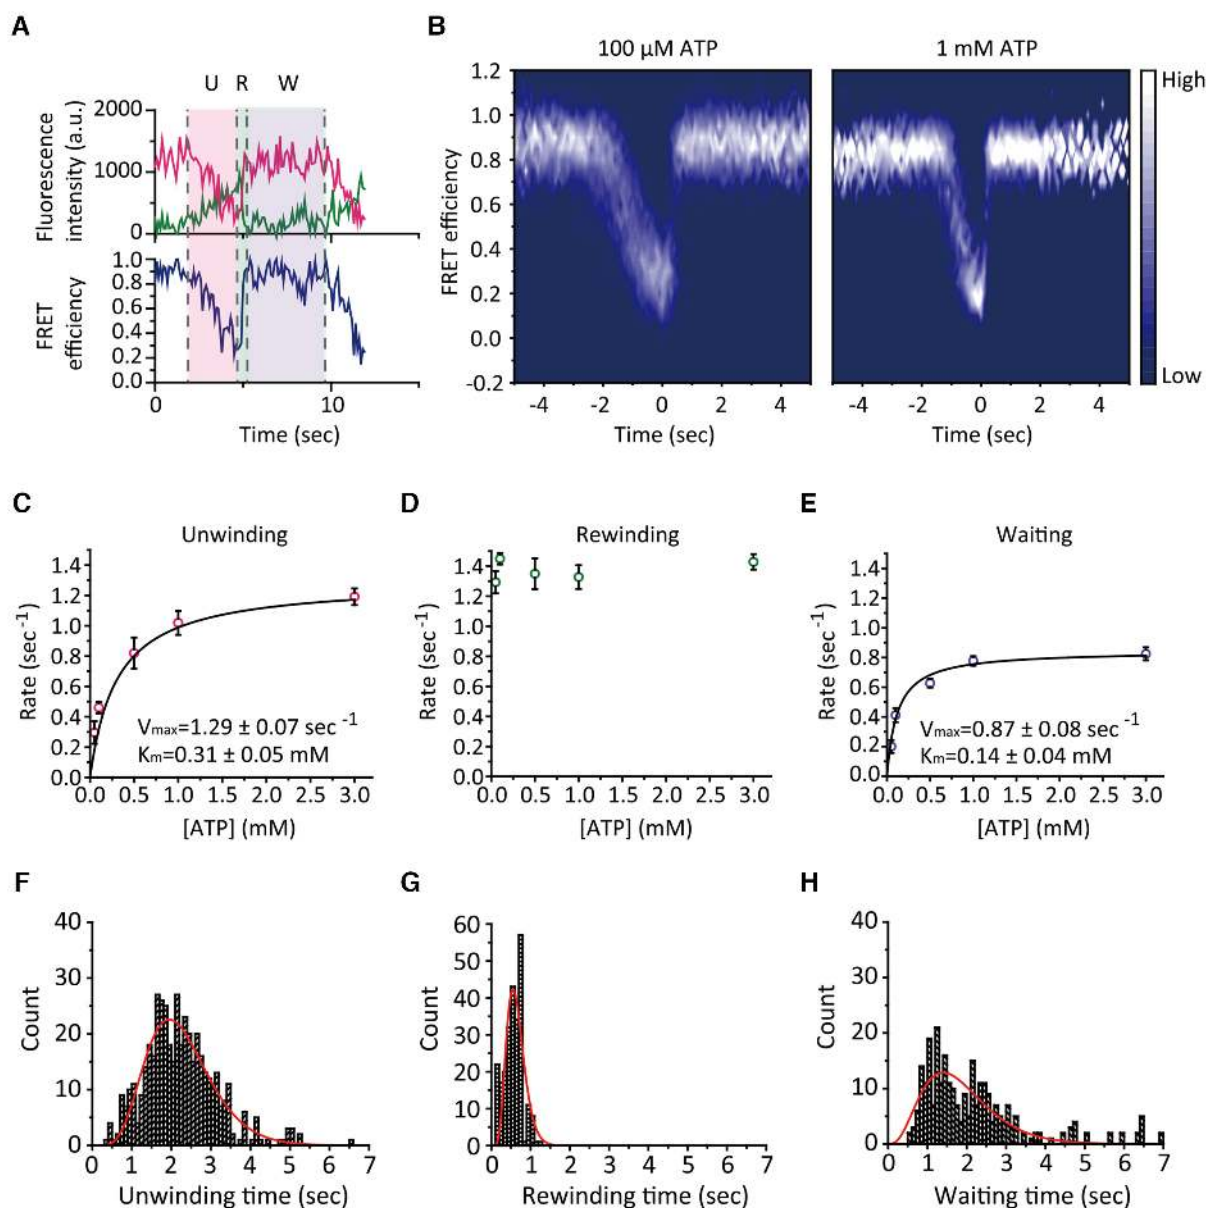 A
U R W
Fluorescence
intensity (a.u.)
2000
1000
0
FRET
efficiency
1.0
0.8
0.6
0.4
0.2
0.0
0 10
Time (sec)
B
100 µM ATP 1 mM ATP
FRET efficiency
1.2
1.0
0.8
0.6
0.4
0.2
0.0
-0.2
-4 -2 0 2 4
Time (sec)
-4 -2 0 2 4
Time (sec)
High
Low
C
Unwinding
Rate (sec⁻¹)
1.4
1.2
1.0
0.8
0.6
0.4
0.2
0.0
Vmax=1.29 ± 0.07 sec ⁻¹
Km=0.31 ± 0.05 mM
0.0 0.5 1.0 1.5 2.0 2.5 3.0
[ATP] (mM)
D
Rewinding
Rate (sec⁻¹)
1.4
1.2
1.0
0.8
0.6
0.4
0.2
0.0
0.0 0.5 1.0 1.5 2.0 2.5 3.0
[ATP] (mM)
E
Waiting
Rate (sec⁻¹)
1.4
1.2
1.0
0.8
0.6
0.4
0.2
0.0
Vmax=0.87 ± 0.08 sec ⁻¹
Km=0.14 ± 0.04 mM
0.0 0.5 1.0 1.5 2.0 2.5 3.0
[ATP] (mM)
F
Count
40
30
20
10
0
0 1 2 3 4 5 6 7
Unwinding time (sec)
G
Count
60
50
40
30
20
10
0
0 1 2 3 4 5 6 7
Rewinding time (sec)
H
Count
40
30
20
10
0
0 1 2 3 4 5 6 7
Waiting time (sec)